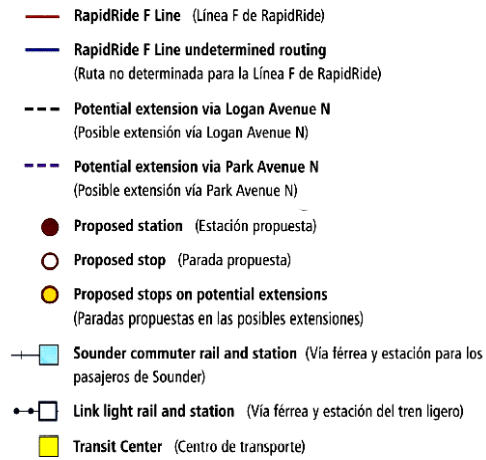 RapidRide F Line (Línea F de RapidRide)
RapidRide F Line undetermined routing
(Ruta no determinada para la Línea F de RapidRide)
Potential extension via Logan Avenue N
(Posible extensión vía Logan Avenue N)
Potential extension via Park Avenue N
(Posible extensión vía Park Avenue N)
Proposed station (Estación propuesta)
Proposed stop (Parada propuesta)
Proposed stops on potential extensions
(Paradas propuestas en las posibles extensiones)
Sounder commuter rail and station (Vía férrea y estación para los
pasajeros de Sounder)
Link light rail and station (Vía férrea y estación del tren ligero)
Transit Center (Centro de transporte)